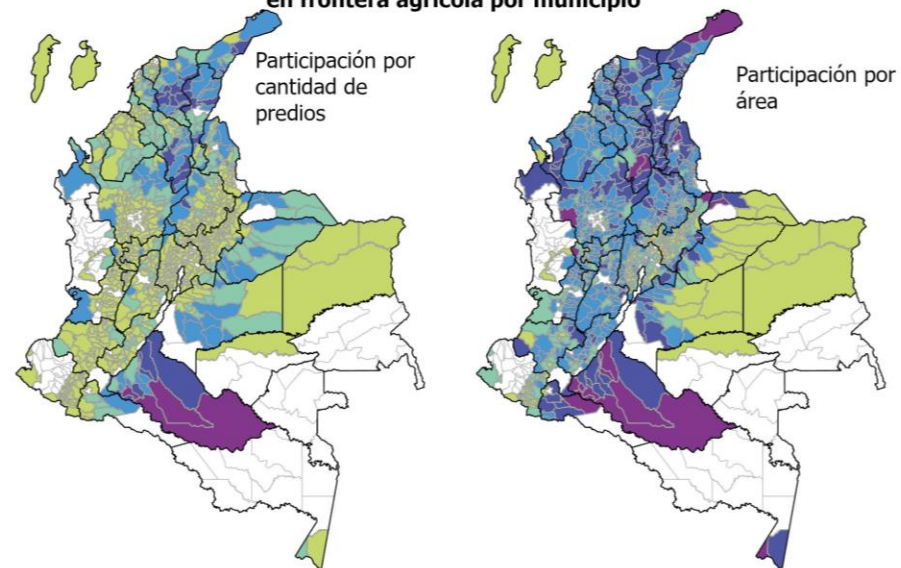 en frontera agrícola por municipio
Participación por
cantidad de
predios
Participación por
área